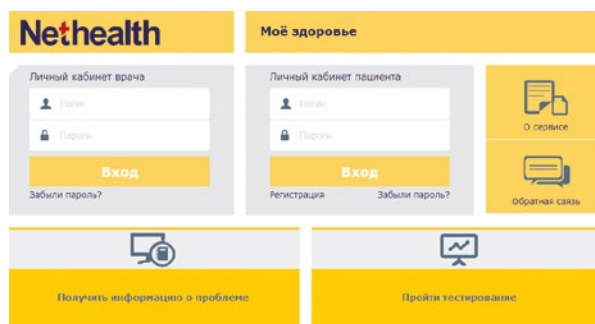 Nethealth
Моё здоровье
Личный кабинет врача
Логин
Пароль
Вход
Забыли пароль?
Личный кабинет пациента
Логин
Пароль
Вход
Регистрация
Забыли пароль?
О сервисе
Обратная связь
Получить информацию о проблеме
Пройти тестирование